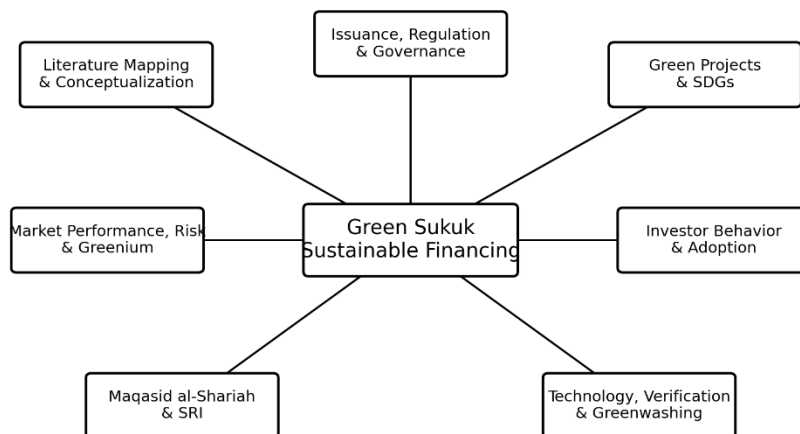 Issuance, Regulation
& Governance
Literature Mapping
& Conceptualization
Green Projects
& SDGs
Market Performance, Risk
& Greenium
Green Sukuk
Sustainable Financing
Investor Behavior
& Adoption
Maqasid al-Shariah
& SRI
Technology, Verification
& Greenwashing